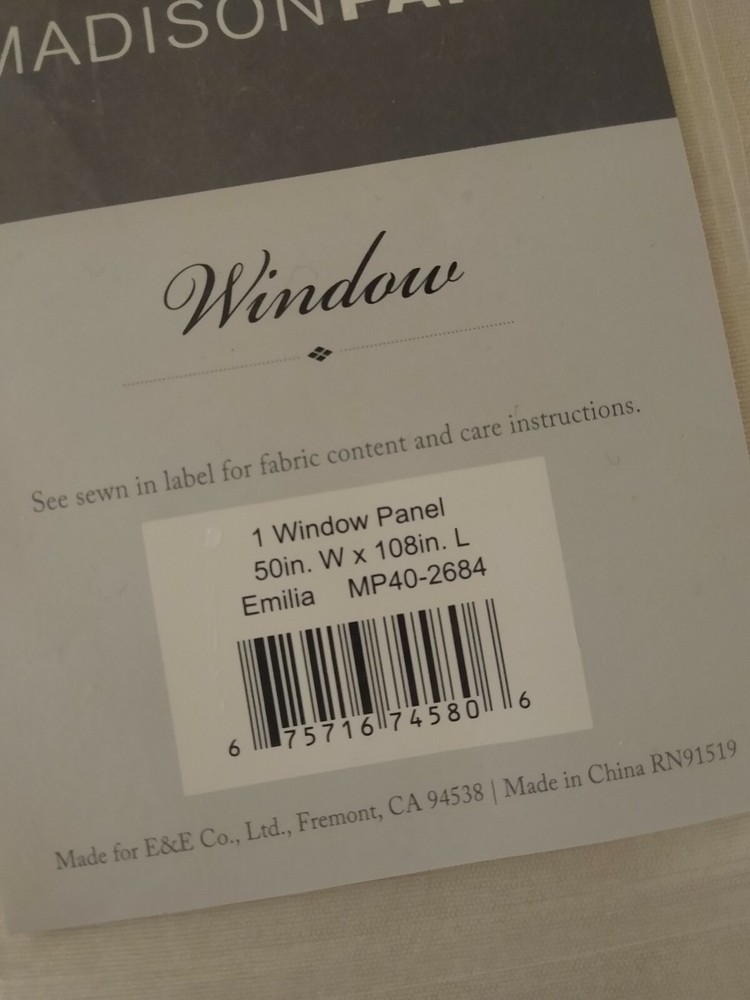 MADISON
Window
See sewn in label for fabric content and care instructions.
1 Window Panel
50in. W x 108in. L
Emilia MP40-2684
6 75716 74580 6
Made for E&E Co., Ltd., Fremont, CA 94538 | Made in China RN91519